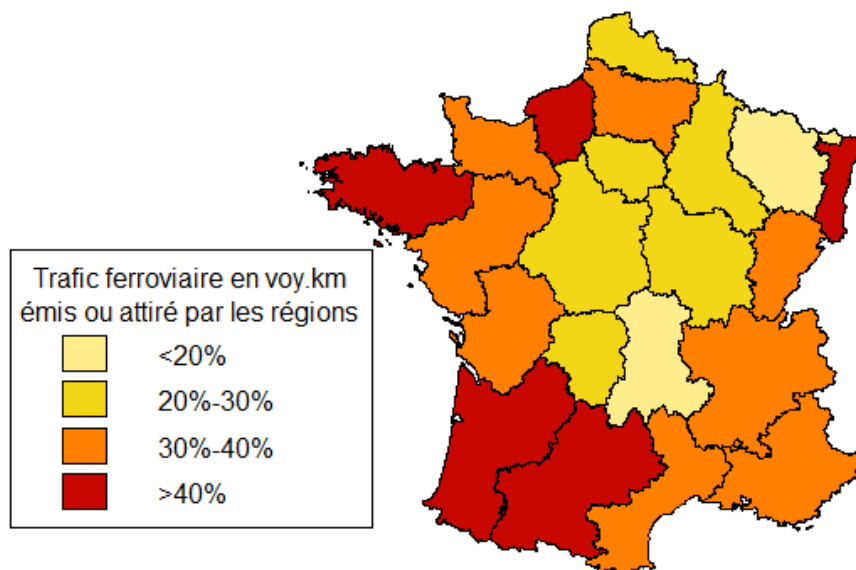 Trafic ferroviaire en voy.km
émis ou attiré par les régions
<20%
20%-30%
30%-40%
>40%